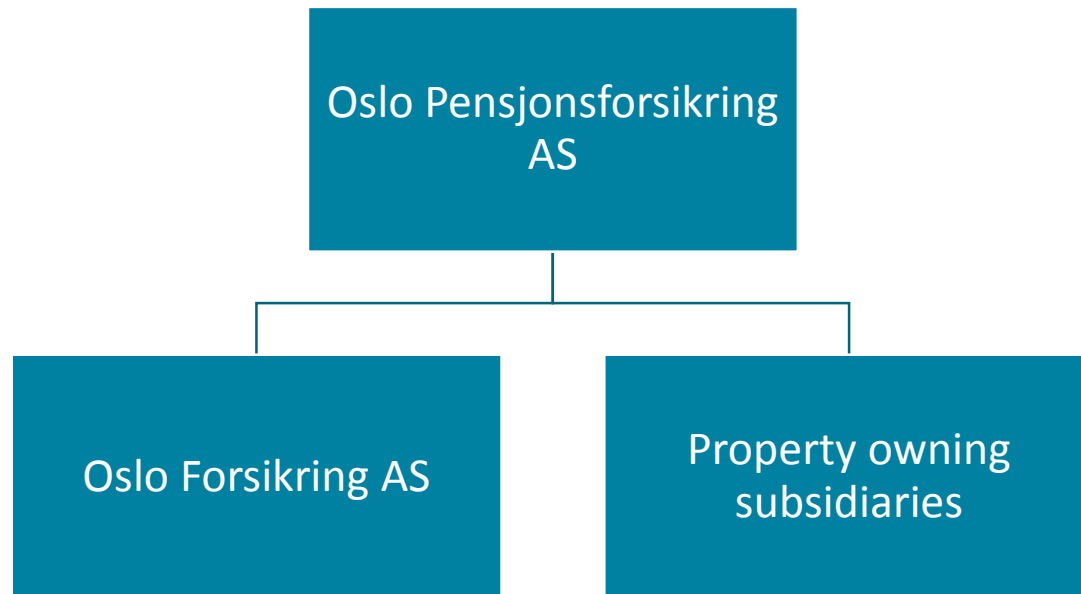 Oslo Pensjonsforsikring
AS
Oslo Forsikring AS
Property owning
subsidiaries